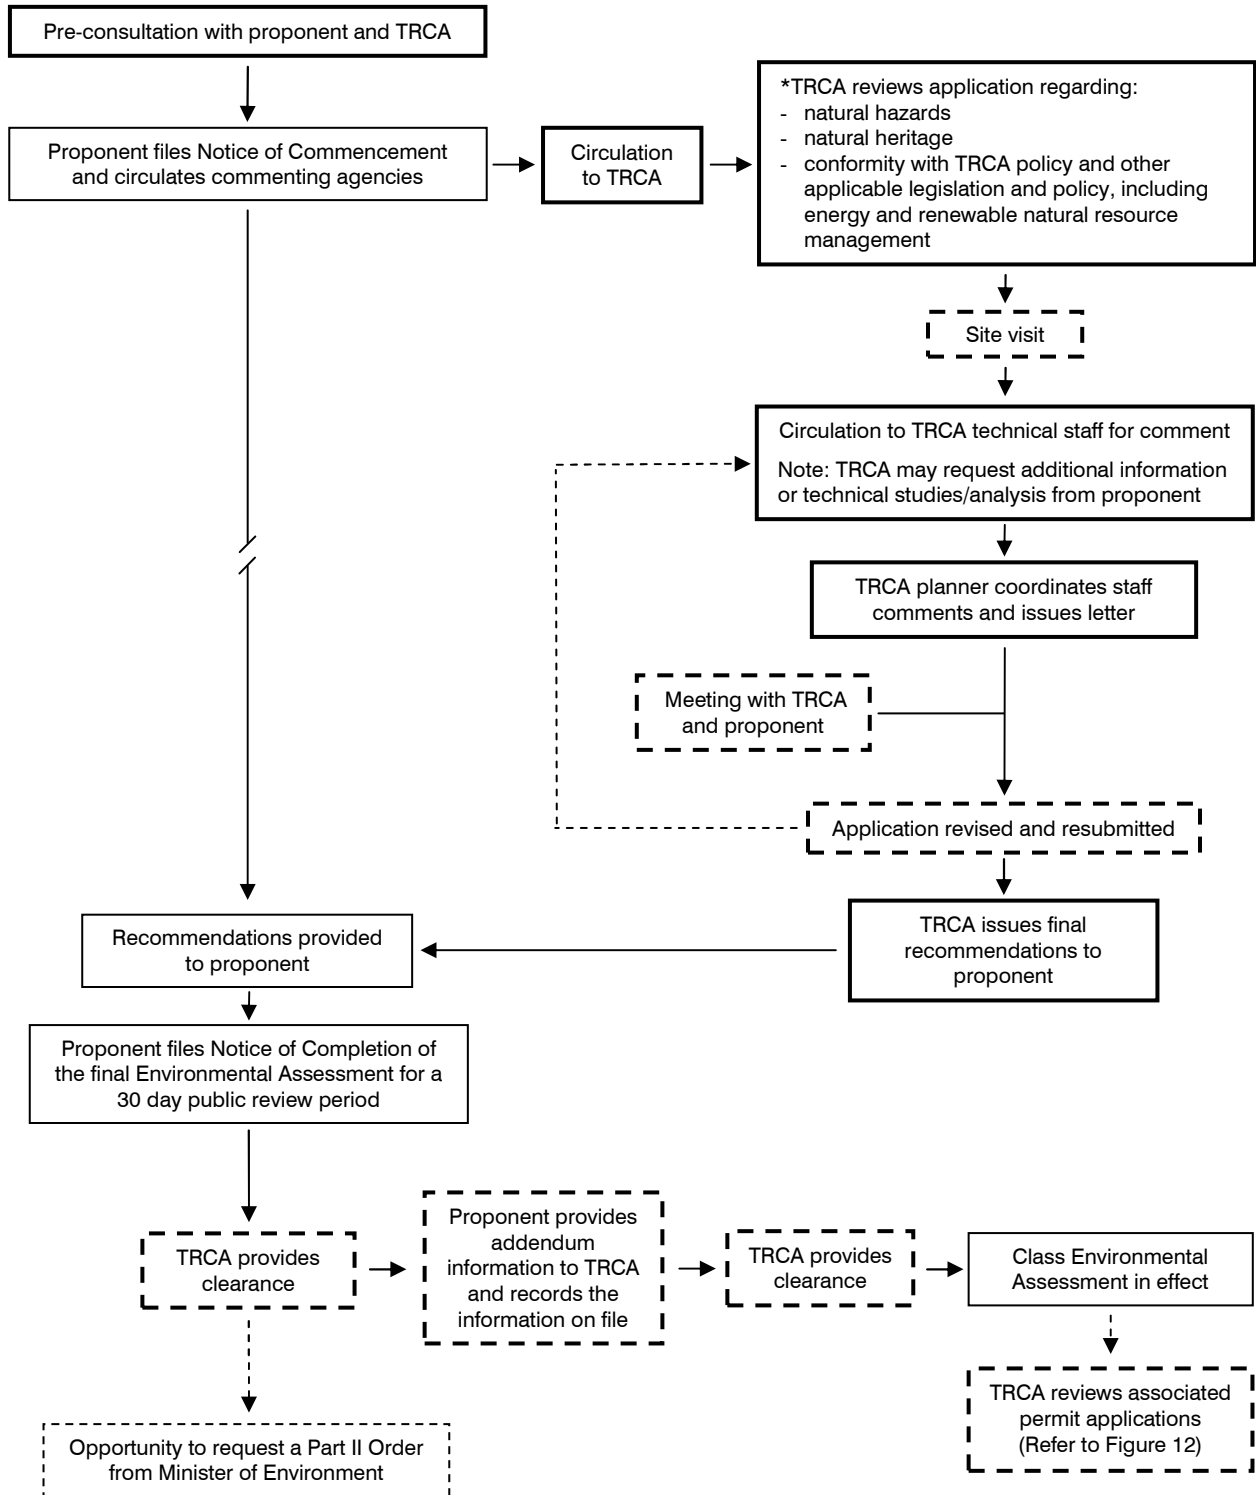 Pre-consultation with proponent and TRCA
Proponent files Notice of Commencement
and circulates commenting agencies
Circulation
to TRCA
*TRCA reviews application regarding:
- natural hazards
- natural heritage
- conformity with TRCA policy and other
applicable legislation and policy, including
energy and renewable natural resource
management
Site visit
Circulation to TRCA technical staff for comment
Note: TRCA may request additional information
or technical studies/analysis from proponent
TRCA planner coordinates staff
comments and issues letter
Meeting with TRCA
and proponent
Application revised and resubmitted
TRCA issues final
recommendations to
proponent
Recommendations provided
to proponent
Proponent files Notice of Completion of
the final Environmental Assessment for a
30 day public review period
TRCA provides
clearance
Proponent provides
addendum
information to TRCA
and records the
information on file
TRCA provides
clearance
Class Environmental
Assessment in effect
TRCA reviews associated
permit applications
(Refer to Figure 12)
Opportunity to request a Part II Order
from Minister of Environment